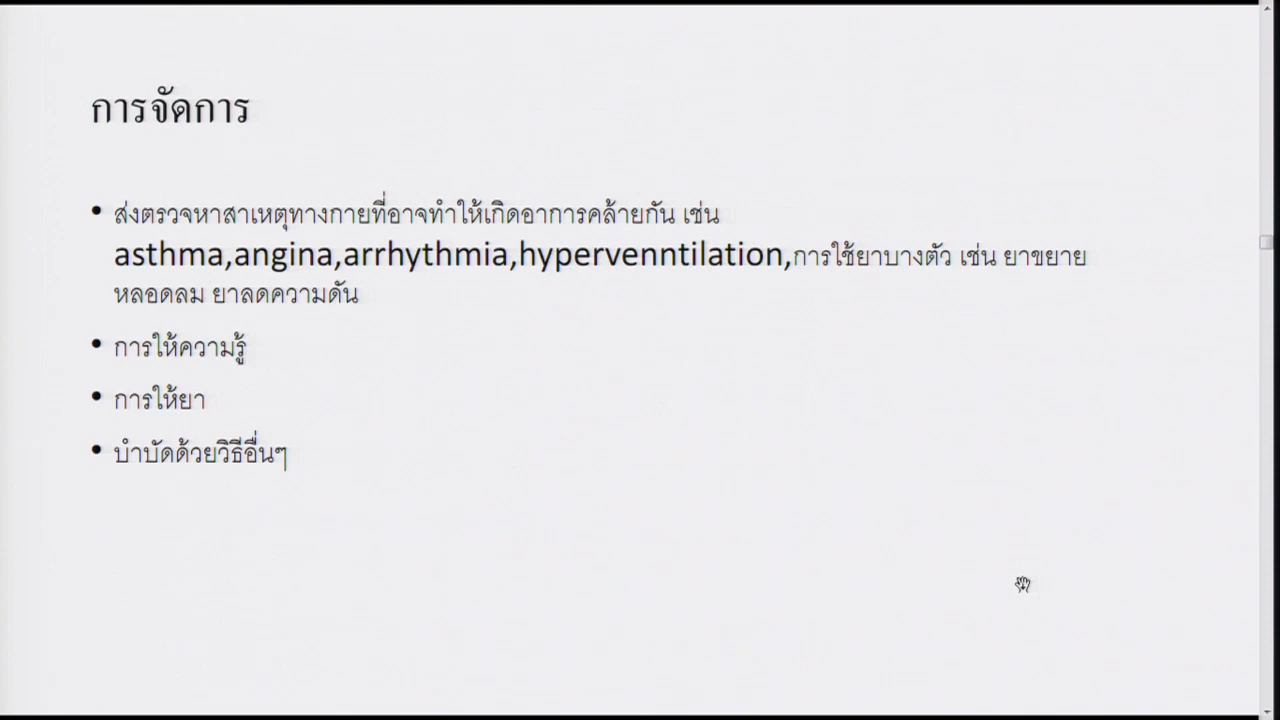 การจัดการ
• ส่งตรวจหาสาเหตุทางกายที่อาจทำให้เกิดอาการคล้ายกัน เช่น
asthma,angina,arrhythmia,hypervenntilation,การใช้ยาบางตัว เช่น ยาขยาย
หลอดลม ยาลดความดัน
• การให้ความรู้
• การให้ยา
• บำบัดด้วยวิธีอื่นๆ